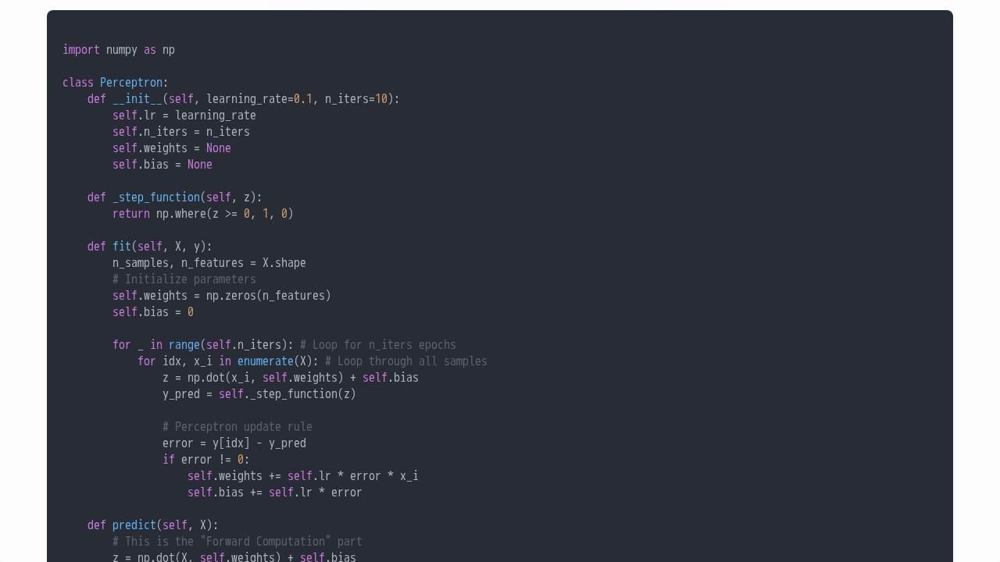 import numpy as np
class Perceptron:
def __init__(self, learning_rate=0.1, n_iters=10):
self.lr = learning_rate
self.n_iters = n_iters
self.weights = None
self.bias = None
def _step_function(self, z):
return np.where(z >= 0, 1, 0)
def fit(self, X, y):
n_samples, n_features = X.shape
# Initialize parameters
self.weights = np.zeros(n_features)
self.bias = 0
for _ in range(self.n_iters): # Loop for n_iters epochs
for idx, x_i in enumerate(X): # Loop through all samples
z = np.dot(x_i, self.weights) + self.bias
y_pred = self._step_function(z)
# Perceptron update rule
error = y[idx] - y_pred
if error != 0:
self.weights += self.lr * error * x_i
self.bias += self.lr * error
def predict(self, X):
# This is the "Forward Computation" part
z = np.dot(X, self.weights) + self.bias